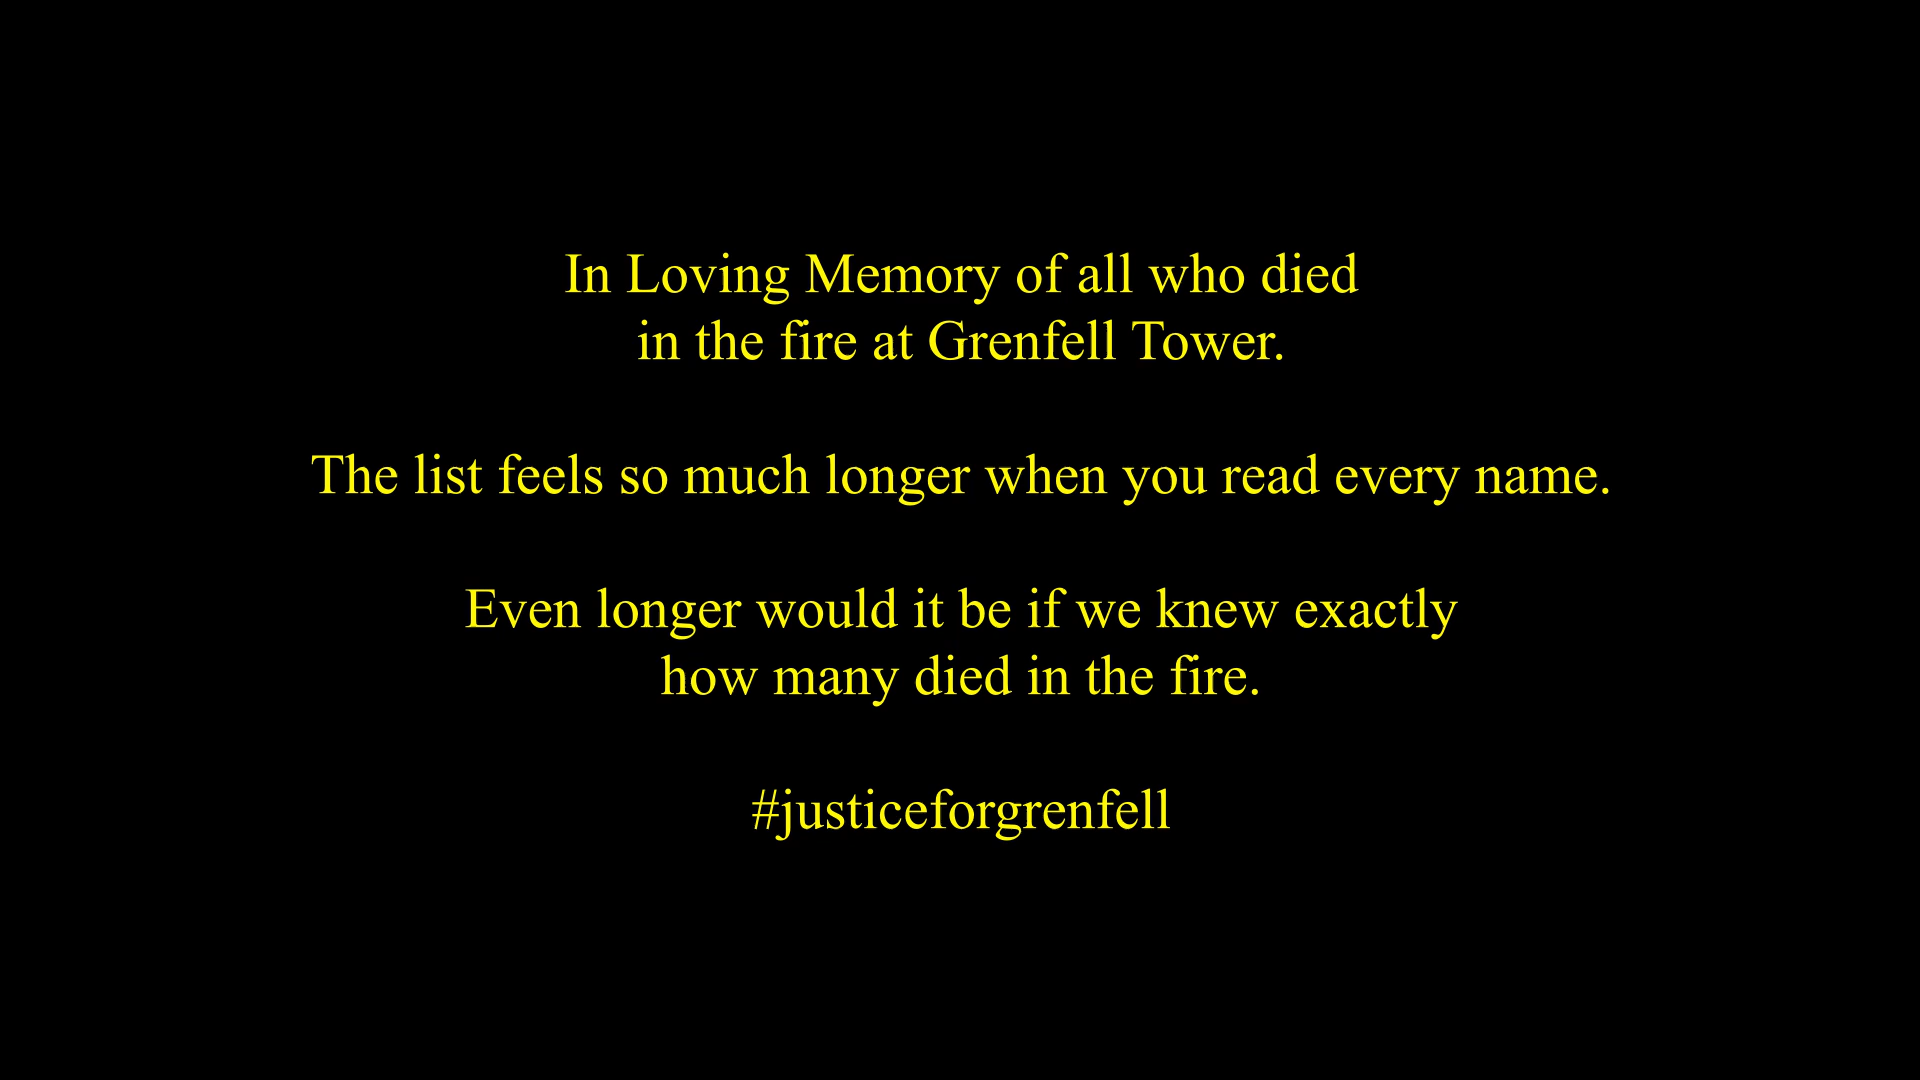 In Loving Memory of all who died
in the fire at Grenfell Tower.
The list feels so much longer when you read every name.
Even longer would it be if we knew exactly
how many died in the fire.
#justiceforgrenfell